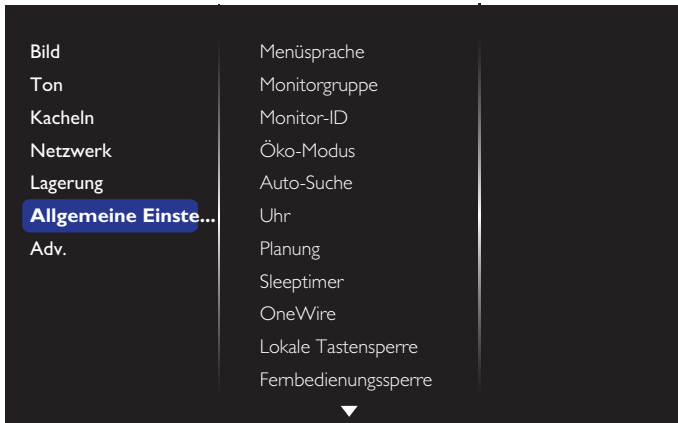 Bild
Ton
Kacheln
Netzwerk
Lagerung
Allgemeine Einste...
Adv.
Menüsprache
Monitorgruppe
Monitor-ID
Öko-Modus
Auto-Suche
Uhr
Planung
Sleeptimer
OneWire
Lokale Tastensperre
Fernbedienungssperre